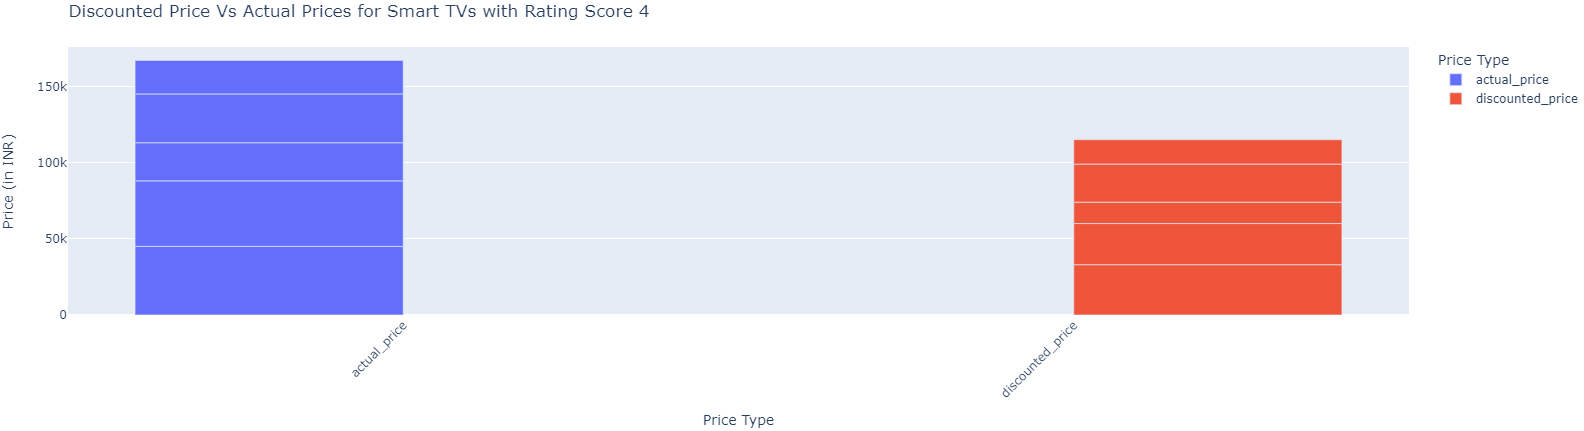 Discounted Price Vs Actual Prices for Smart TVs with Rating Score 4
Price (in INR)
150k
100k
50k
0
actual_price
discounted_price
Price Type
Price Type
actual_price
discounted_price